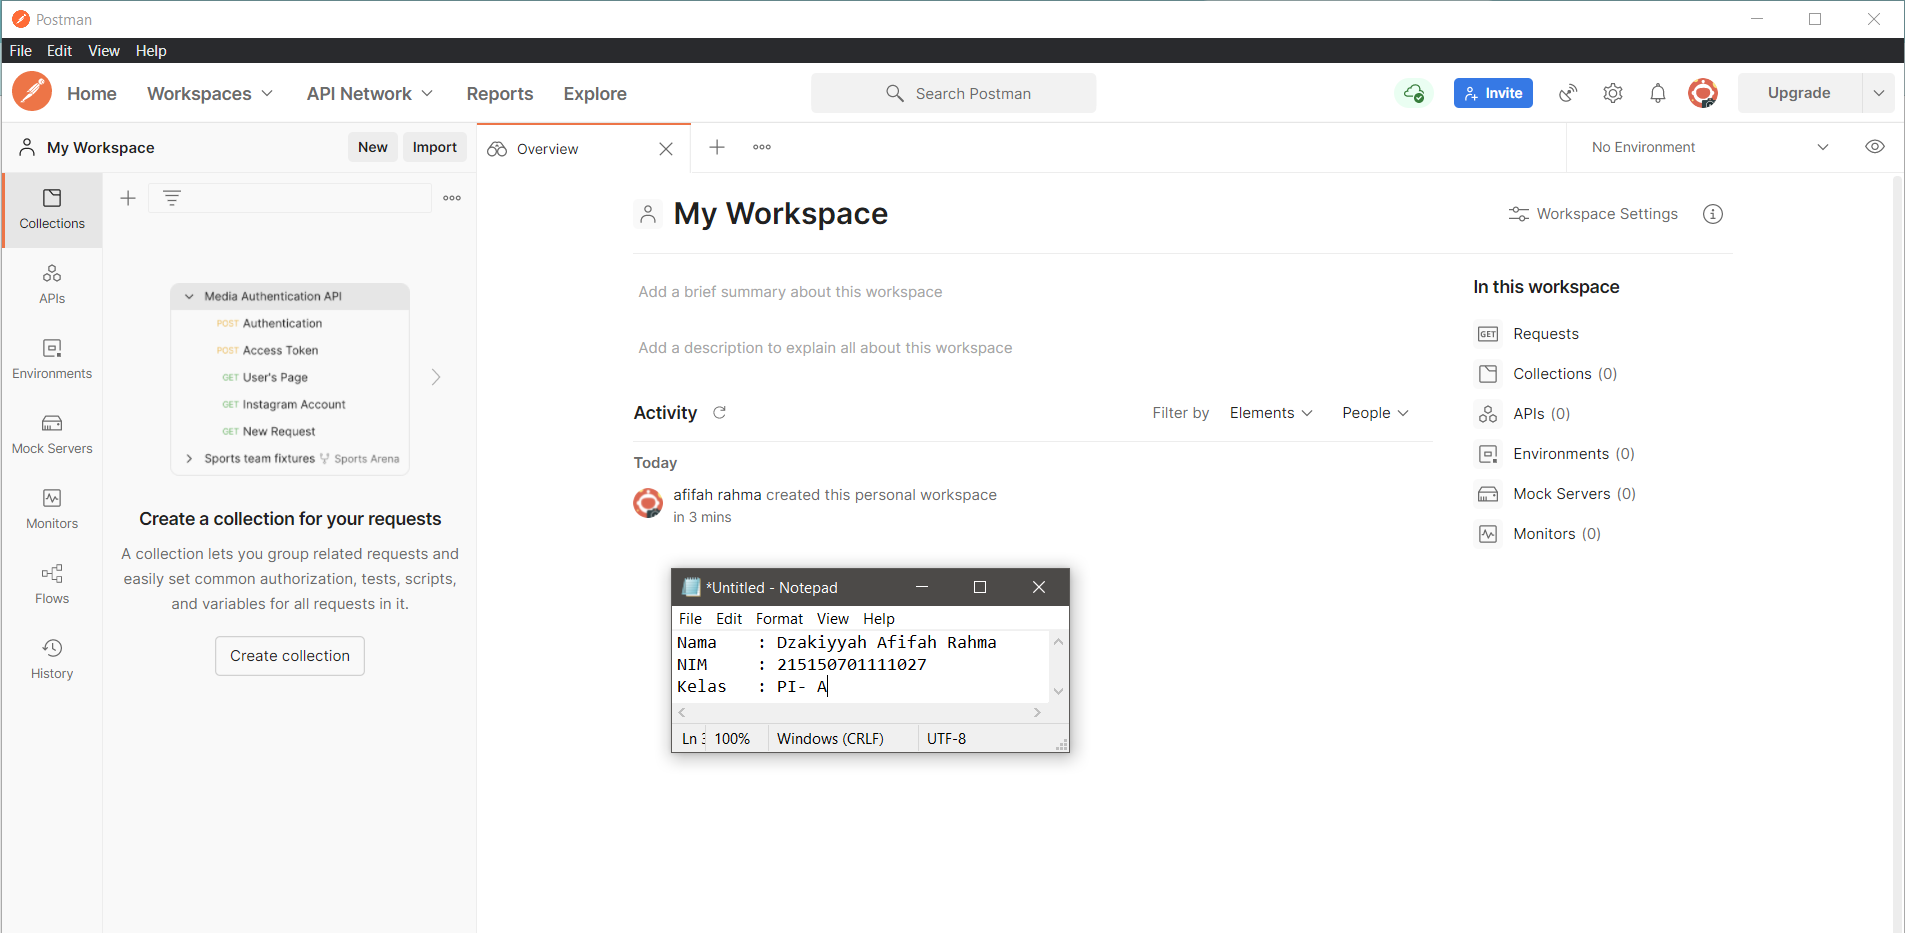 Postman
File Edit View Help
Home Workspaces API Network Reports Explore
Search Postman
Invite
Upgrade
My Workspace
New Import
Overview
No Environment
Collections
APIs
Environments
Mock Servers
Monitors
Flows
History
Media Authentication API
POST Authentication
POST Access Token
GET User's Page
GET Instagram Account
GET New Request
Sports team fixtures Sports Arena
Create a collection for your requests
A collection lets you group related requests and
easily set common authorization, tests, scripts,
and variables for all requests in it.
Create collection
My Workspace
Workspace Settings
Add a brief summary about this workspace
Add a description to explain all about this workspace
Activity
Filter by Elements People
Today
afifah rahma created this personal workspace
in 3 mins
In this workspace
GET Requests
Collections (0)
APIs (0)
Environments (0)
Mock Servers (0)
Monitors (0)
*Untitled - Notepad
File Edit Format View Help
Nama : Dzakiyyah Afifah Rahma
NIM : 215150701111027
Kelas : PI- A
Ln 100% Windows (CRLF) UTF-8